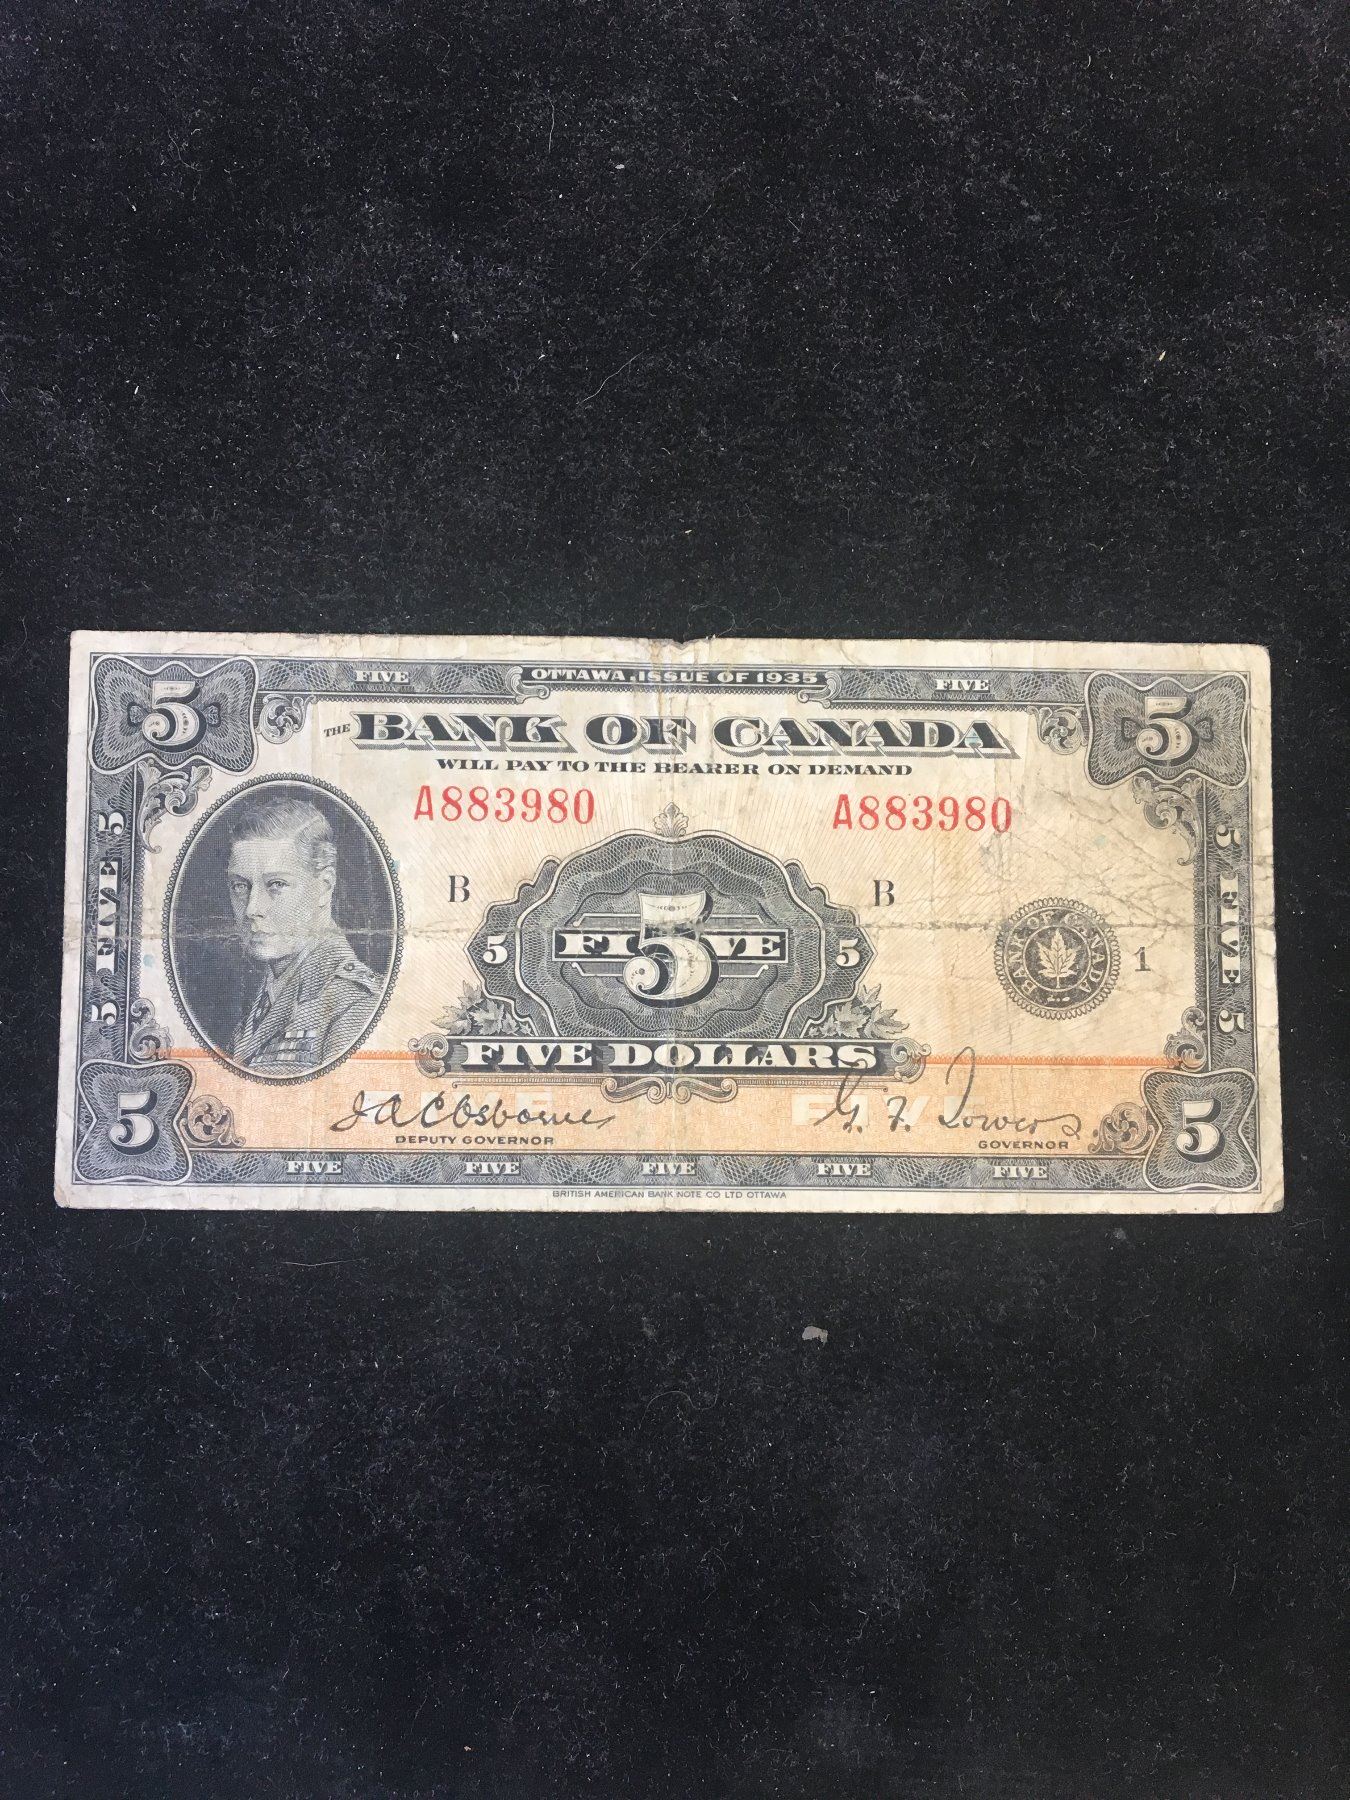 5 FIVE OTTAWA, ISSUE OF 1935 FIVE 5
THE BANK OF CANADA
WILL PAY TO THE BEARER ON DEMAND
A883980 A883980
B B
5 FIVE 5
5 FIVE 5
5 FIVE 5 5
BANK OF CANADA
1
FIVE DOLLARS
FIVE
J.A.C. Osborne G. F. Towers
DEPUTY GOVERNOR GOVERNOR
5 5
FIVE FIVE FIVE FIVE FIVE
BRITISH AMERICAN BANK NOTE CO LTD OTTAWA